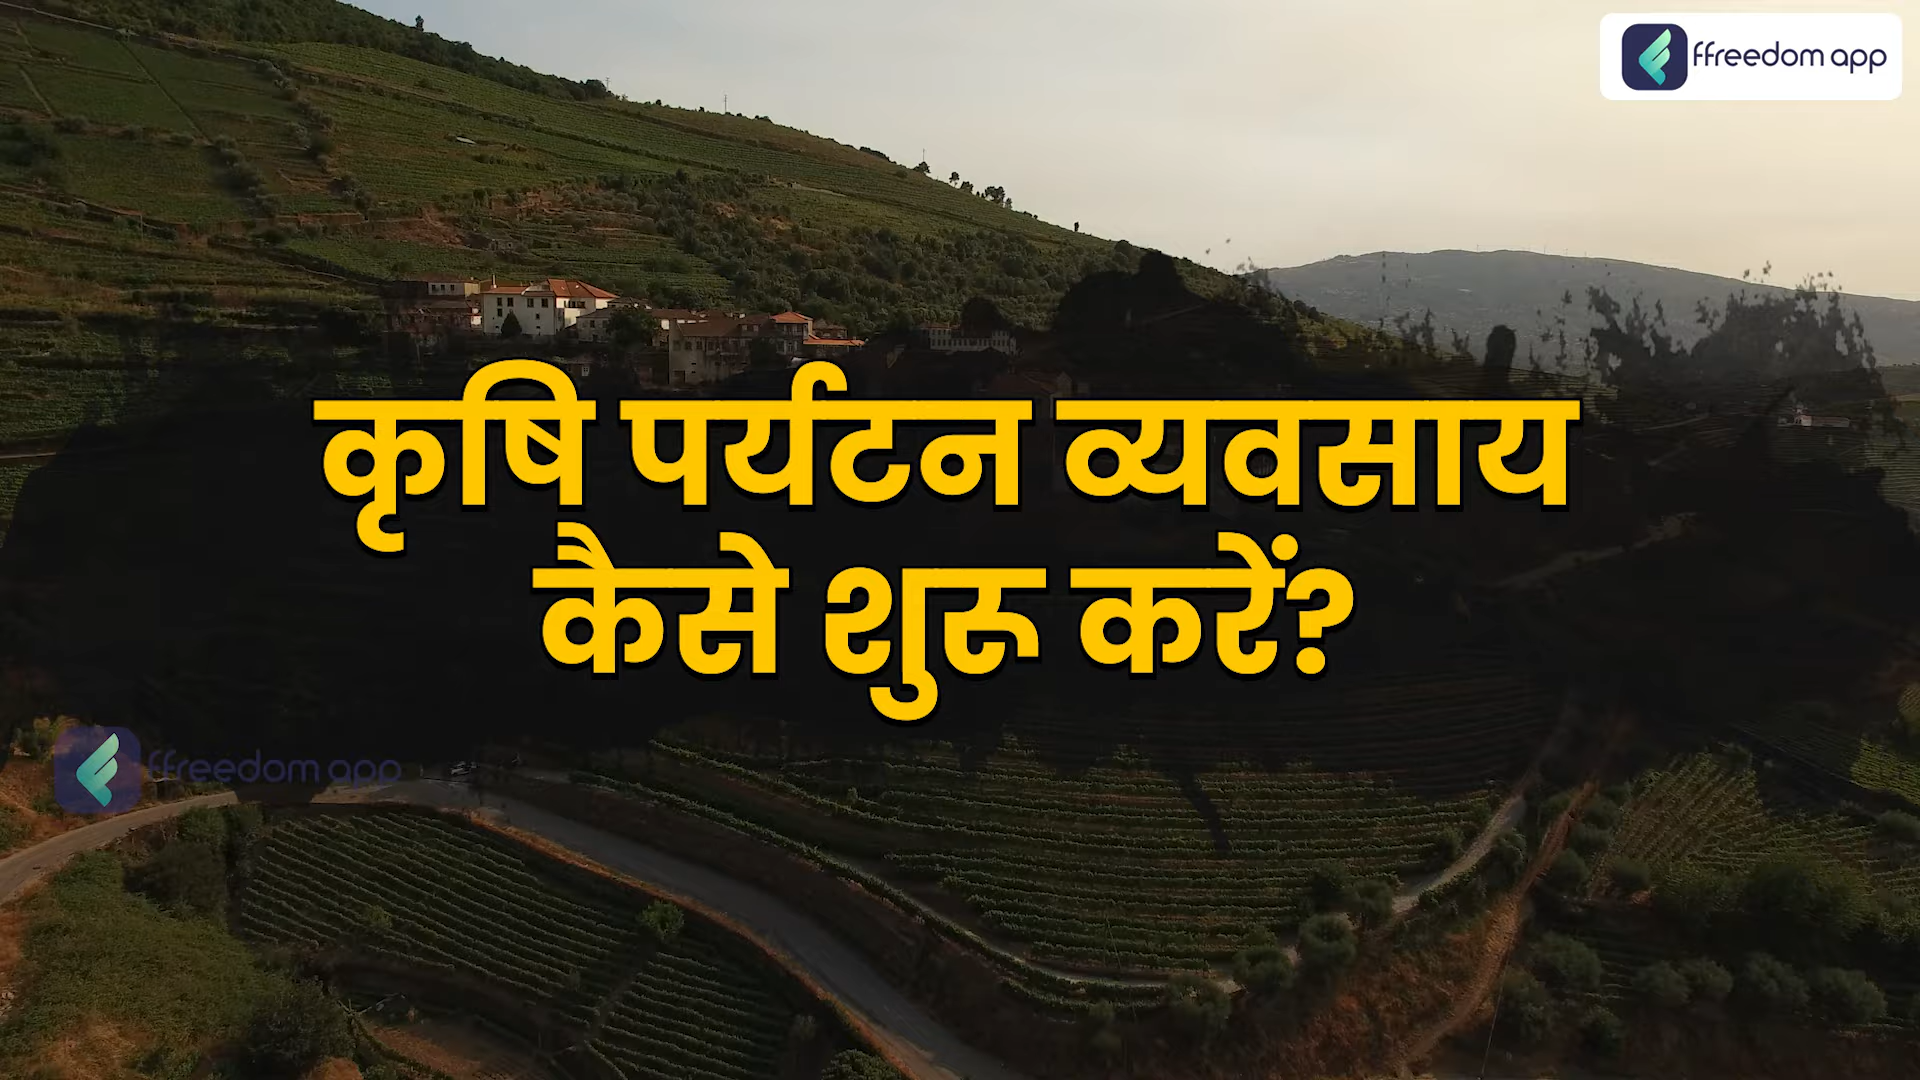 ffreedom app
कृषि पर्यटन व्यवसाय
कैसे शुरू करें?
ffreedom app